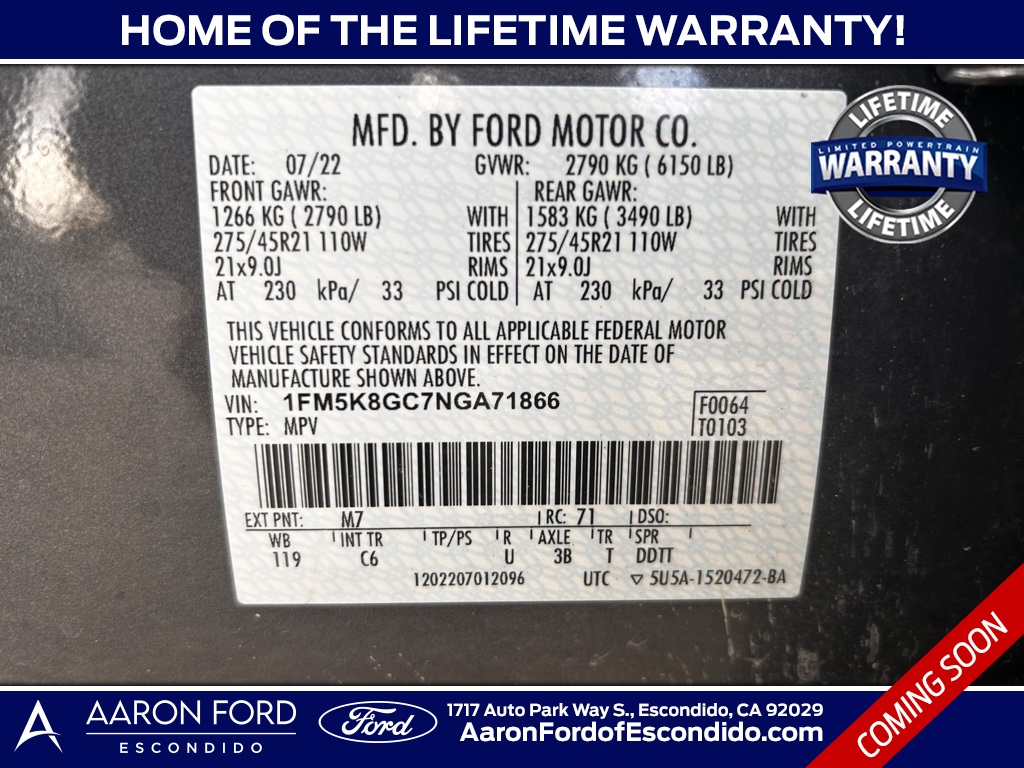 HOME OF THE LIFETIME WARRANTY!
LIFETIME
LIMITED POWERTRAIN
WARRANTY
LIFETIME
MFD. BY FORD MOTOR CO.
DATE: 07/22 GVWR: 2790 KG ( 6150 LB)
FRONT GAWR: REAR GAWR:
1266 KG ( 2790 LB) WITH 1583 KG ( 3490 LB) WITH
275/45R21 110W TIRES 275/45R21 110W TIRES
21x9.0J RIMS 21x9.0J RIMS
AT 230 kPa/ 33 PSI COLD AT 230 kPa/ 33 PSI COLD
THIS VEHICLE CONFORMS TO ALL APPLICABLE FEDERAL MOTOR
VEHICLE SAFETY STANDARDS IN EFFECT ON THE DATE OF
MANUFACTURE SHOWN ABOVE.
VIN: 1FM5K8GC7NGA71866 F0064
TYPE: MPV T0103
EXT PNT: M7 RC: 71 DSO:
WB INT TR TP/PS R AXLE TR SPR
119 C6 U 3B T DDTT
1202207012096 UTC ▽ 5U5A-1520472-BA
COMING SOON
AARON FORD
ESCONDIDO
Ford
1717 Auto Park Way S., Escondido, CA 92029
AaronFordofEscondido.com